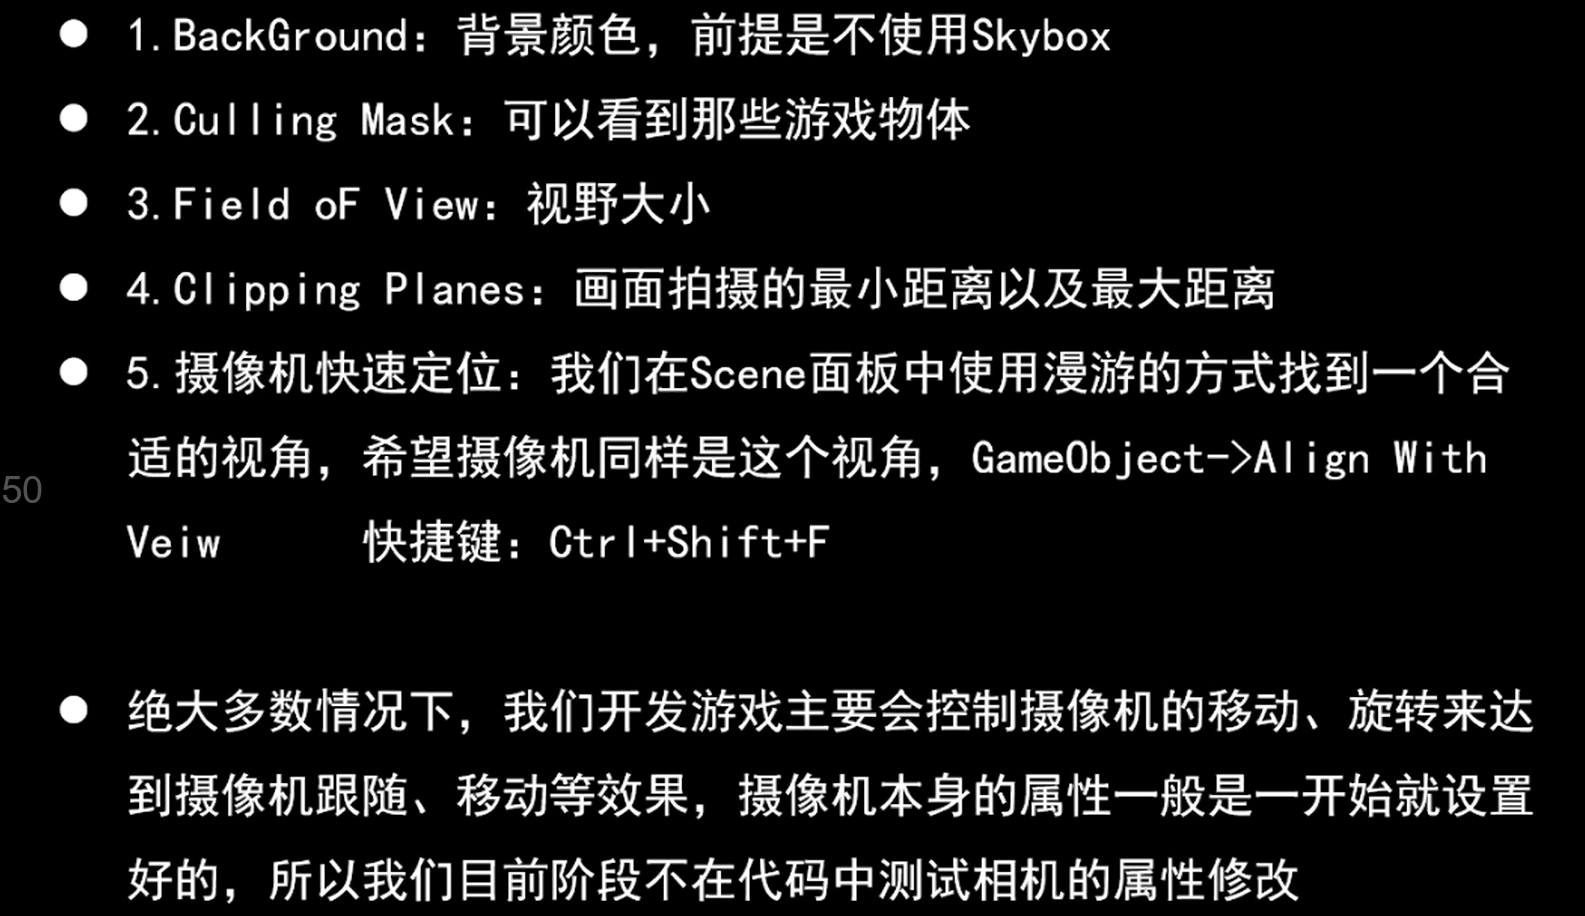 ● 1.BackGround：背景颜色，前提是不使用Skybox
● 2.Culling Mask：可以看到那些游戏物体
● 3.Field oF View：视野大小
● 4.Clipping Planes：画面拍摄的最小距离以及最大距离
● 5.摄像机快速定位：我们在Scene面板中使用漫游的方式找到一个合
适的视角，希望摄像机同样是这个视角，GameObject->Align With
50
Veiw 快捷键：Ctrl+Shift+F
● 绝大多数情况下，我们开发游戏主要会控制摄像机的移动、旋转来达
到摄像机跟随、移动等效果，摄像机本身的属性一般是一开始就设置
好的，所以我们目前阶段不在代码中测试相机的属性修改